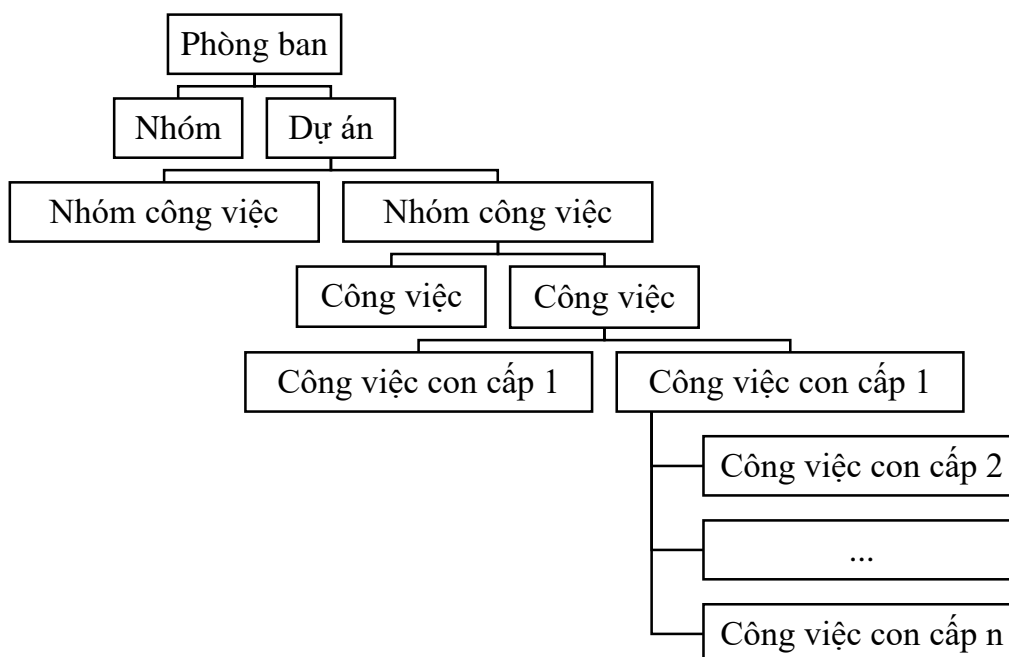 Phòng ban
Nhóm
Dự án
Nhóm công việc
Nhóm công việc
Công việc
Công việc
Công việc con cấp 1
Công việc con cấp 1
Công việc con cấp 2
...
Công việc con cấp n